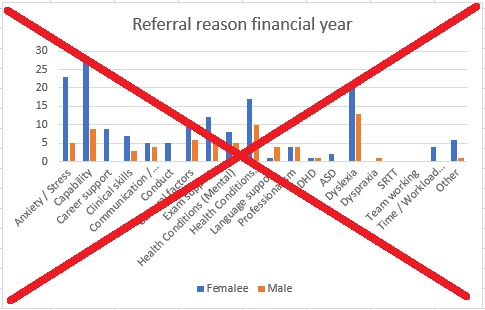 Referral reason financial year
30
25
20
15
10
5
0
Anxiety / Stress
Capability
Career support
Clinical skills
Communication /...
Conduct
factors
Exam support
Health Conditions (Mental)
Health Conditions...
Language support
Professionalism
ADHD
ASD
Dyslexia
Dyspraxia
SRTT
Team working
Time / Workload...
Other
Femalee
Male